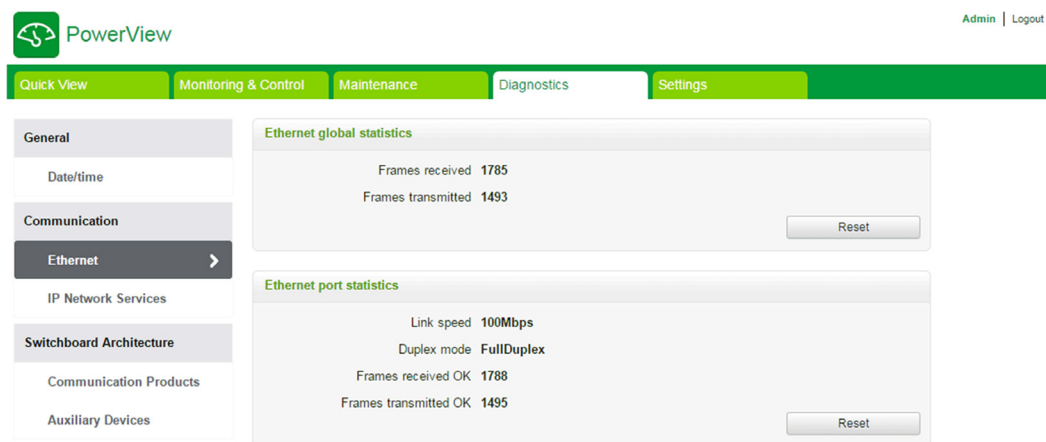 PowerView
Admin | Logout
Quick View Monitoring & Control Maintenance Diagnostics Settings
General
Date/time
Communication
Ethernet
IP Network Services
Switchboard Architecture
Communication Products
Auxiliary Devices
Ethernet global statistics
Frames received 1785
Frames transmitted 1493
Reset
Ethernet port statistics
Link speed 100Mbps
Duplex mode FullDuplex
Frames received OK 1788
Frames transmitted OK 1495
Reset